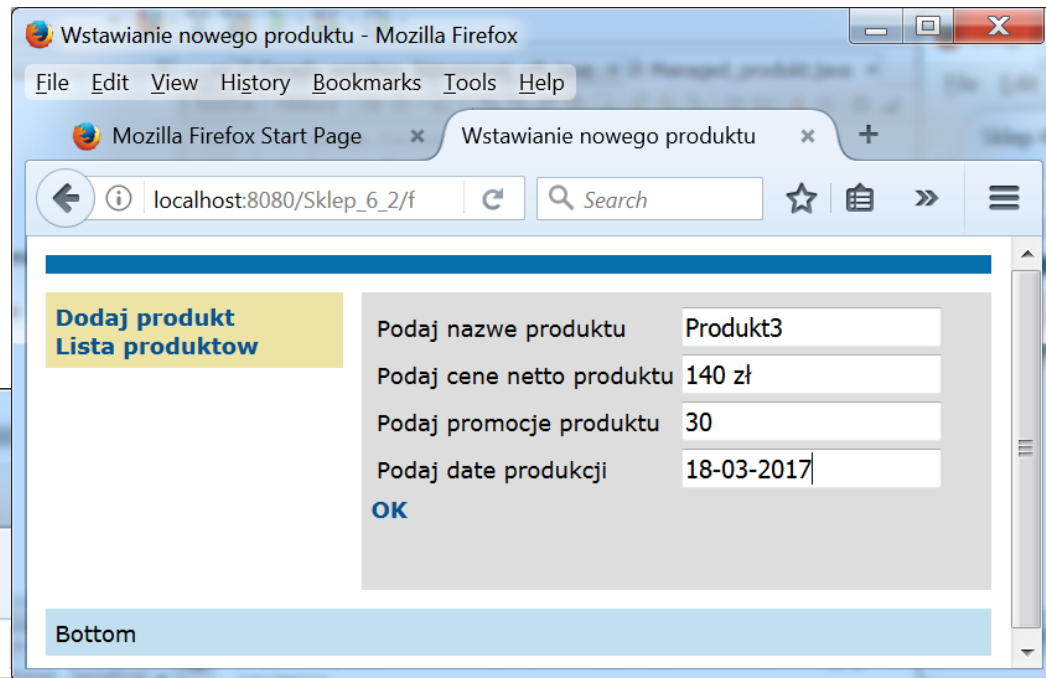 Wstawianie nowego produktu - Mozilla Firefox
File Edit View History Bookmarks Tools Help
Mozilla Firefox Start Page × Wstawianie nowego produktu × +
localhost:8080/Sklep_6_2/f Search
Dodaj produkt
Lista produktow
Podaj nazwe produktu Produkt3
Podaj cene netto produktu 140 zł
Podaj promocje produktu 30
Podaj date produkcji 18-03-2017
OK
Bottom